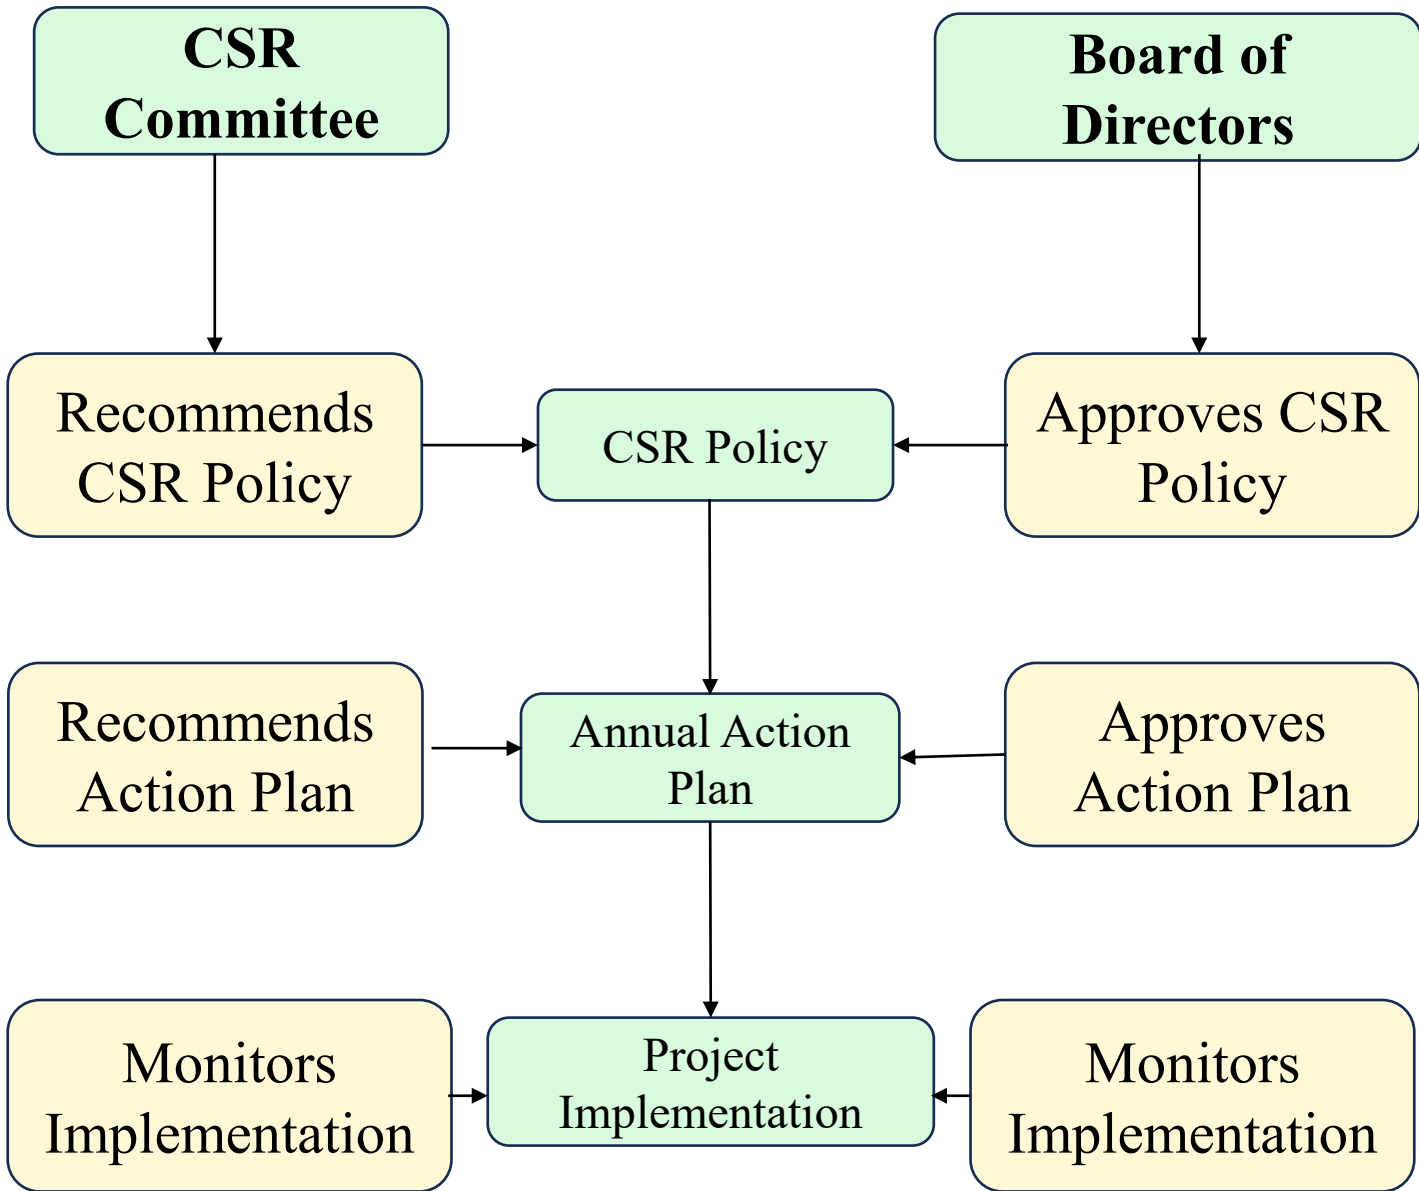 CSR
Committee
Board of
Directors
Recommends
CSR Policy
CSR Policy
Approves CSR
Policy
Recommends
Action Plan
Annual Action
Plan
Approves
Action Plan
Monitors
Implementation
Project
Implementation
Monitors
Implementation